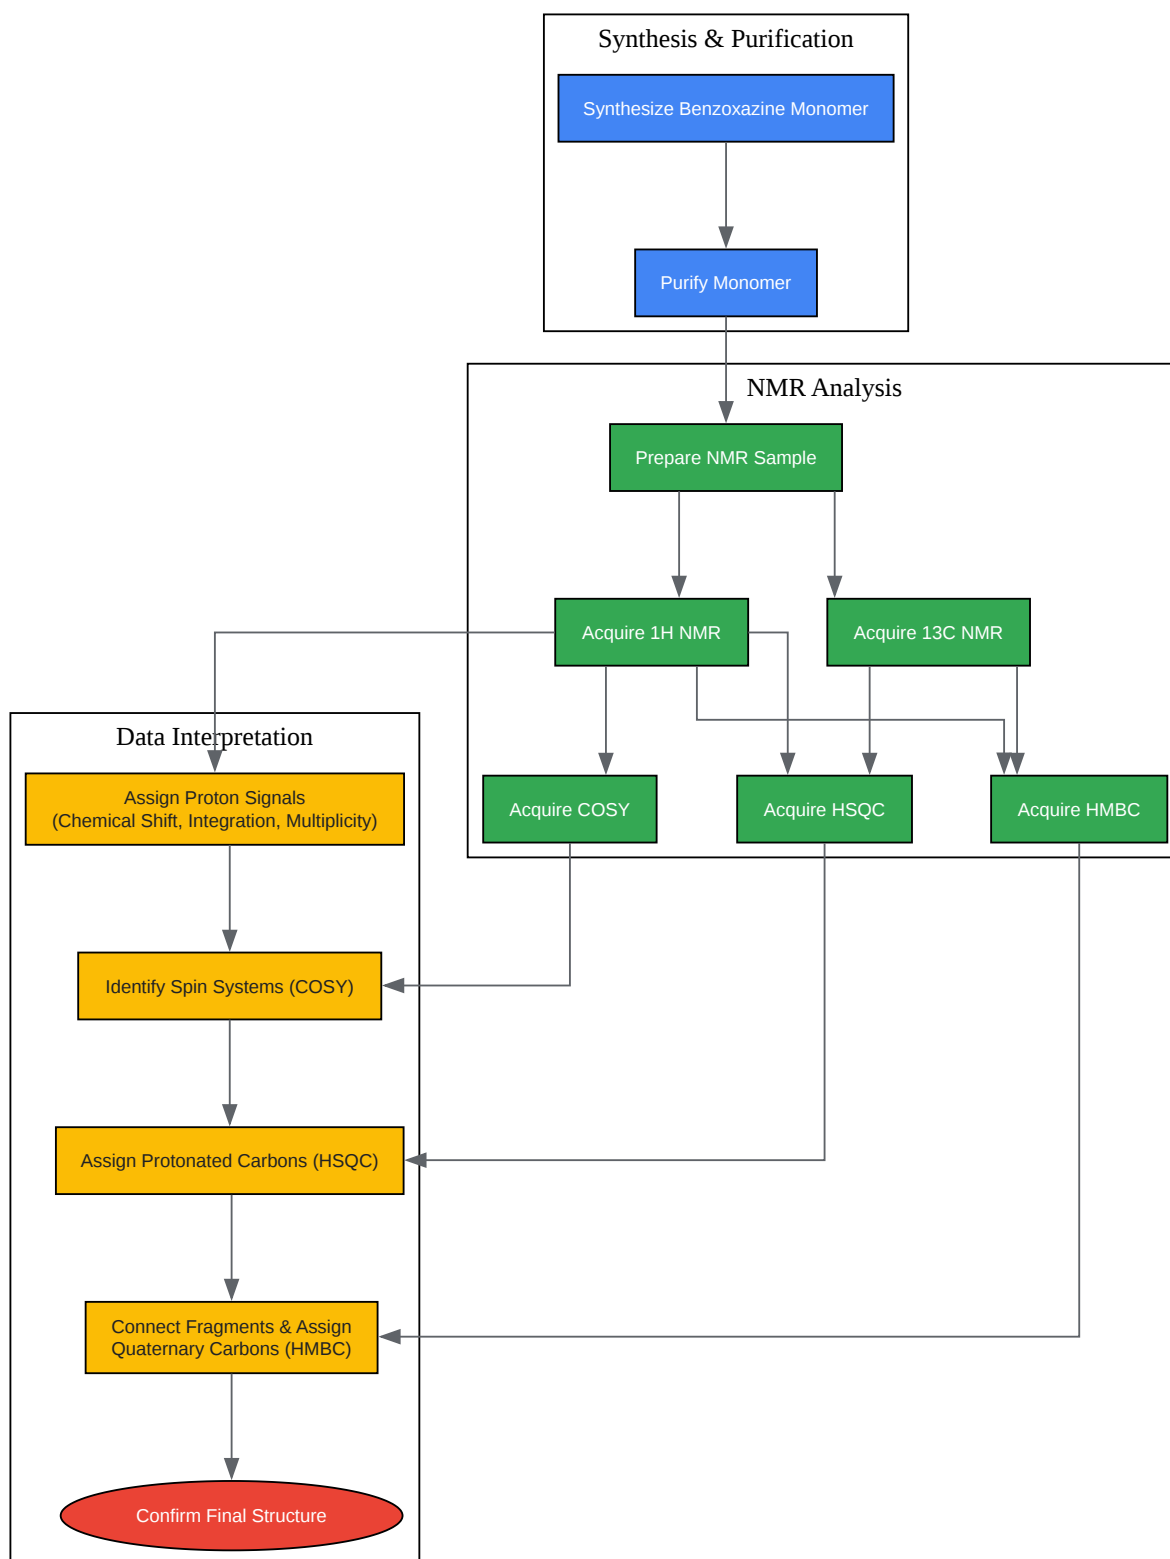 Synthesis & Purification
Synthesize Benzoxazine Monomer
Purify Monomer
NMR Analysis
Prepare NMR Sample
Acquire 1H NMR
Acquire 13C NMR
Acquire COSY
Acquire HSQC
Acquire HMBC
Data Interpretation
Assign Proton Signals
(Chemical Shift, Integration, Multiplicity)
Identify Spin Systems (COSY)
Assign Protonated Carbons (HSQC)
Connect Fragments & Assign
Quaternary Carbons (HMBC)
Confirm Final Structure